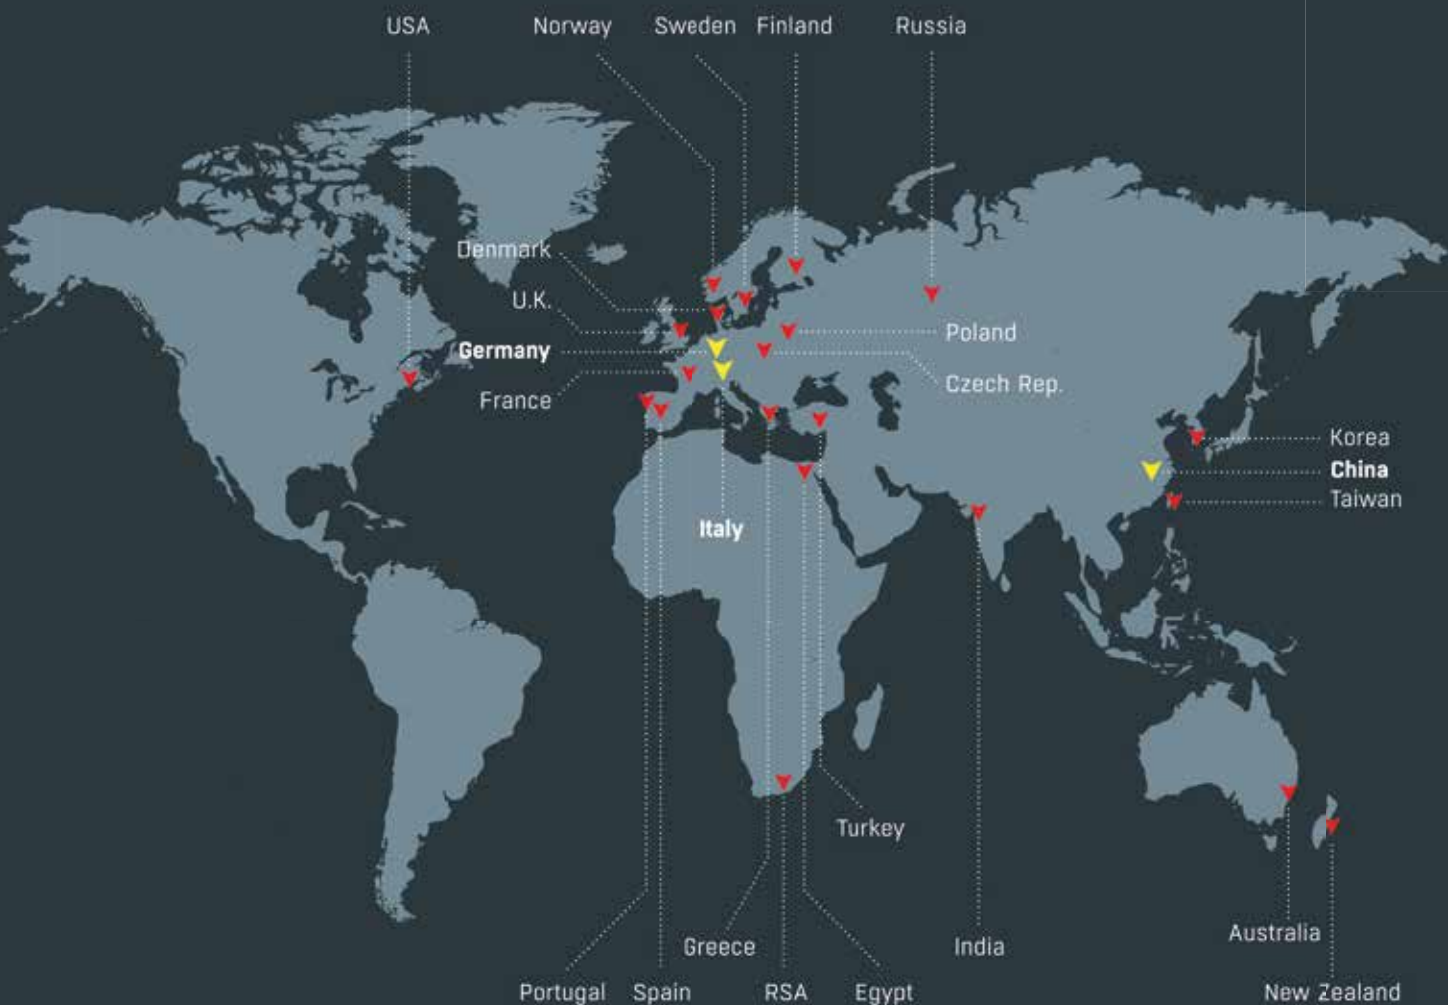 USA
Norway
Sweden
Finland
Russia
Denmark
U.K.
Germany
France
Poland
Czech Rep.
Korea
China
Taiwan
Italy
Turkey
Greece
India
Australia
Portugal
Spain
RSA
Egypt
New Zealand